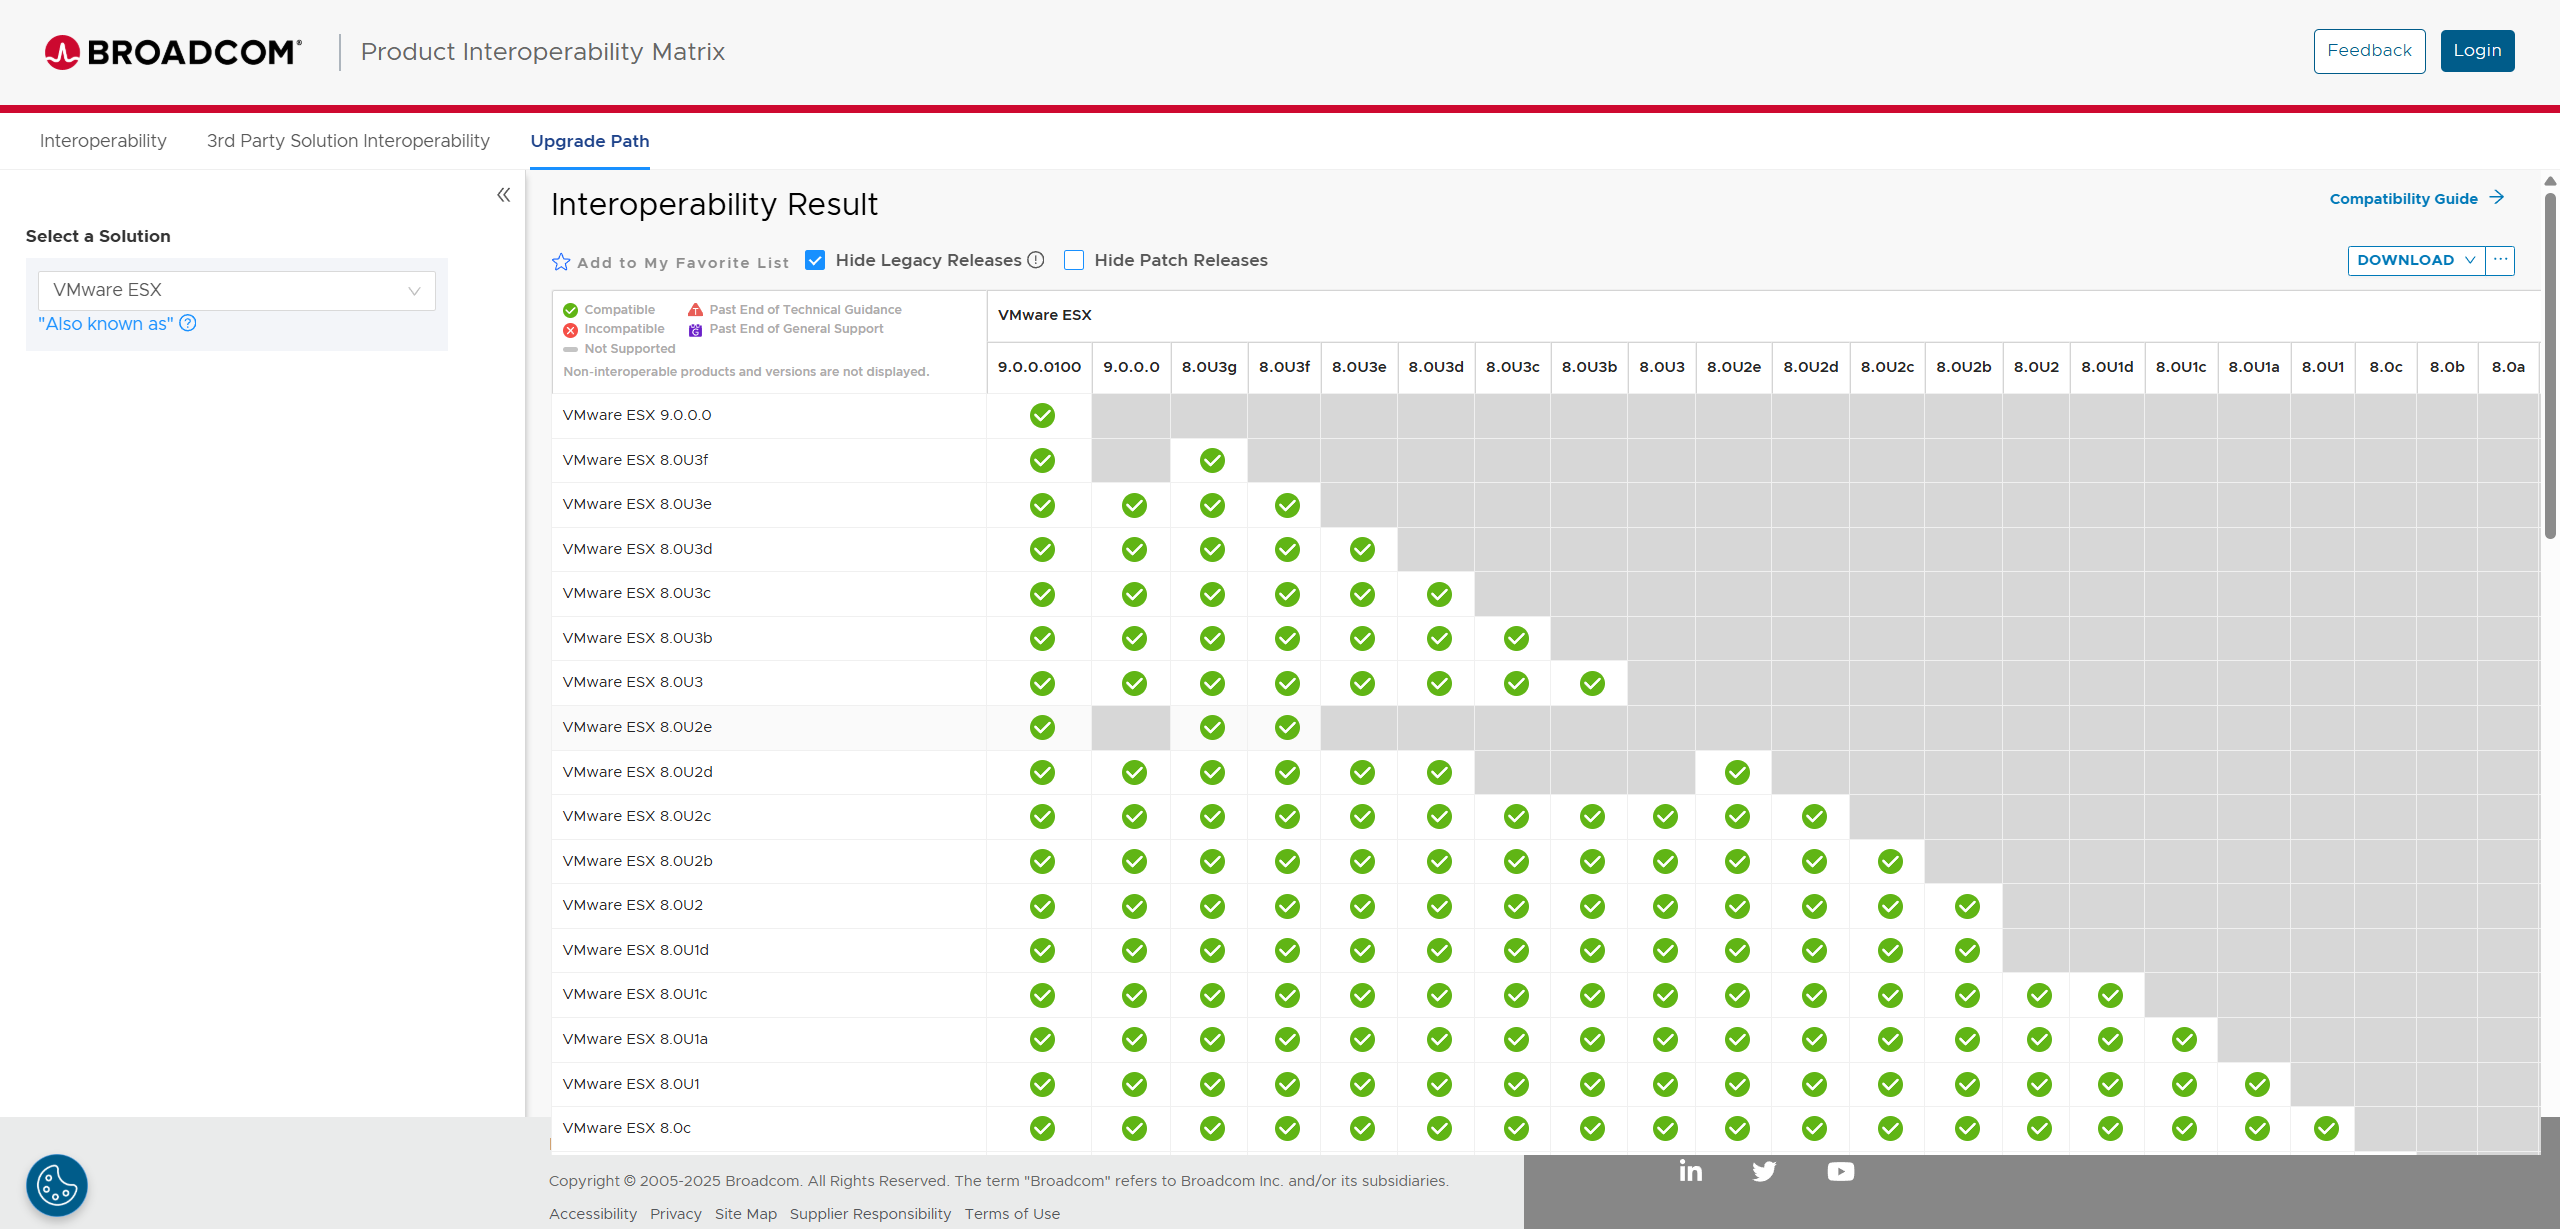 BROADCOM®
Product Interoperability Matrix
Feedback
Login
Interoperability
3rd Party Solution Interoperability
Upgrade Path
Select a Solution
VMware ESX
"Also known as"
Interoperability Result
Compatibility Guide
Add to My Favorite List
Hide Legacy Releases
Hide Patch Releases
DOWNLOAD
Compatible
Past End of Technical Guidance
Incompatible
Past End of General Support
Not Supported
Non-interoperable products and versions are not displayed.
VMware ESX
9.0.0.0100 9.0.0.0 8.0U3g 8.0U3f 8.0U3e 8.0U3d 8.0U3c 8.0U3b 8.0U3 8.0U2e 8.0U2d 8.0U2c 8.0U2b 8.0U2 8.0U1d 8.0U1c 8.0U1a 8.0U1 8.0c 8.0b 8.0a
VMware ESX 9.0.0.0
VMware ESX 8.0U3f
VMware ESX 8.0U3e
VMware ESX 8.0U3d
VMware ESX 8.0U3c
VMware ESX 8.0U3b
VMware ESX 8.0U3
VMware ESX 8.0U2e
VMware ESX 8.0U2d
VMware ESX 8.0U2c
VMware ESX 8.0U2b
VMware ESX 8.0U2
VMware ESX 8.0U1d
VMware ESX 8.0U1c
VMware ESX 8.0U1a
VMware ESX 8.0U1
VMware ESX 8.0c
Copyright © 2005-2025 Broadcom. All Rights Reserved. The term "Broadcom" refers to Broadcom Inc. and/or its subsidiaries.
Accessibility Privacy Site Map Supplier Responsibility Terms of Use